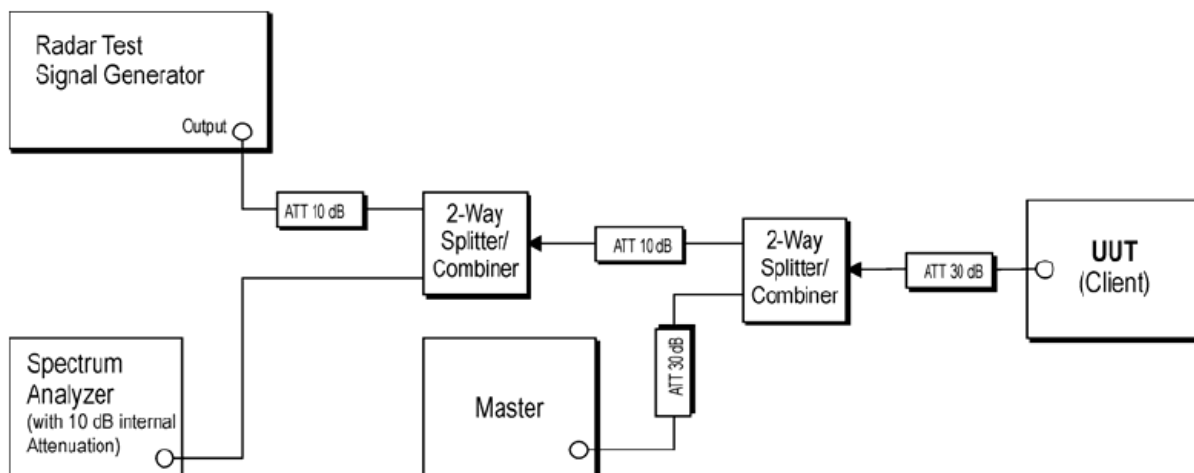 Radar Test
Signal Generator
Output
ATT 10 dB
2-Way
Splitter/
Combiner
ATT 10 dB
2-Way
Splitter/
Combiner
ATT 30 dB
UUT
(Client)
Spectrum
Analyzer
(with 10 dB internal
Attenuation)
Master
ATT 30 dB